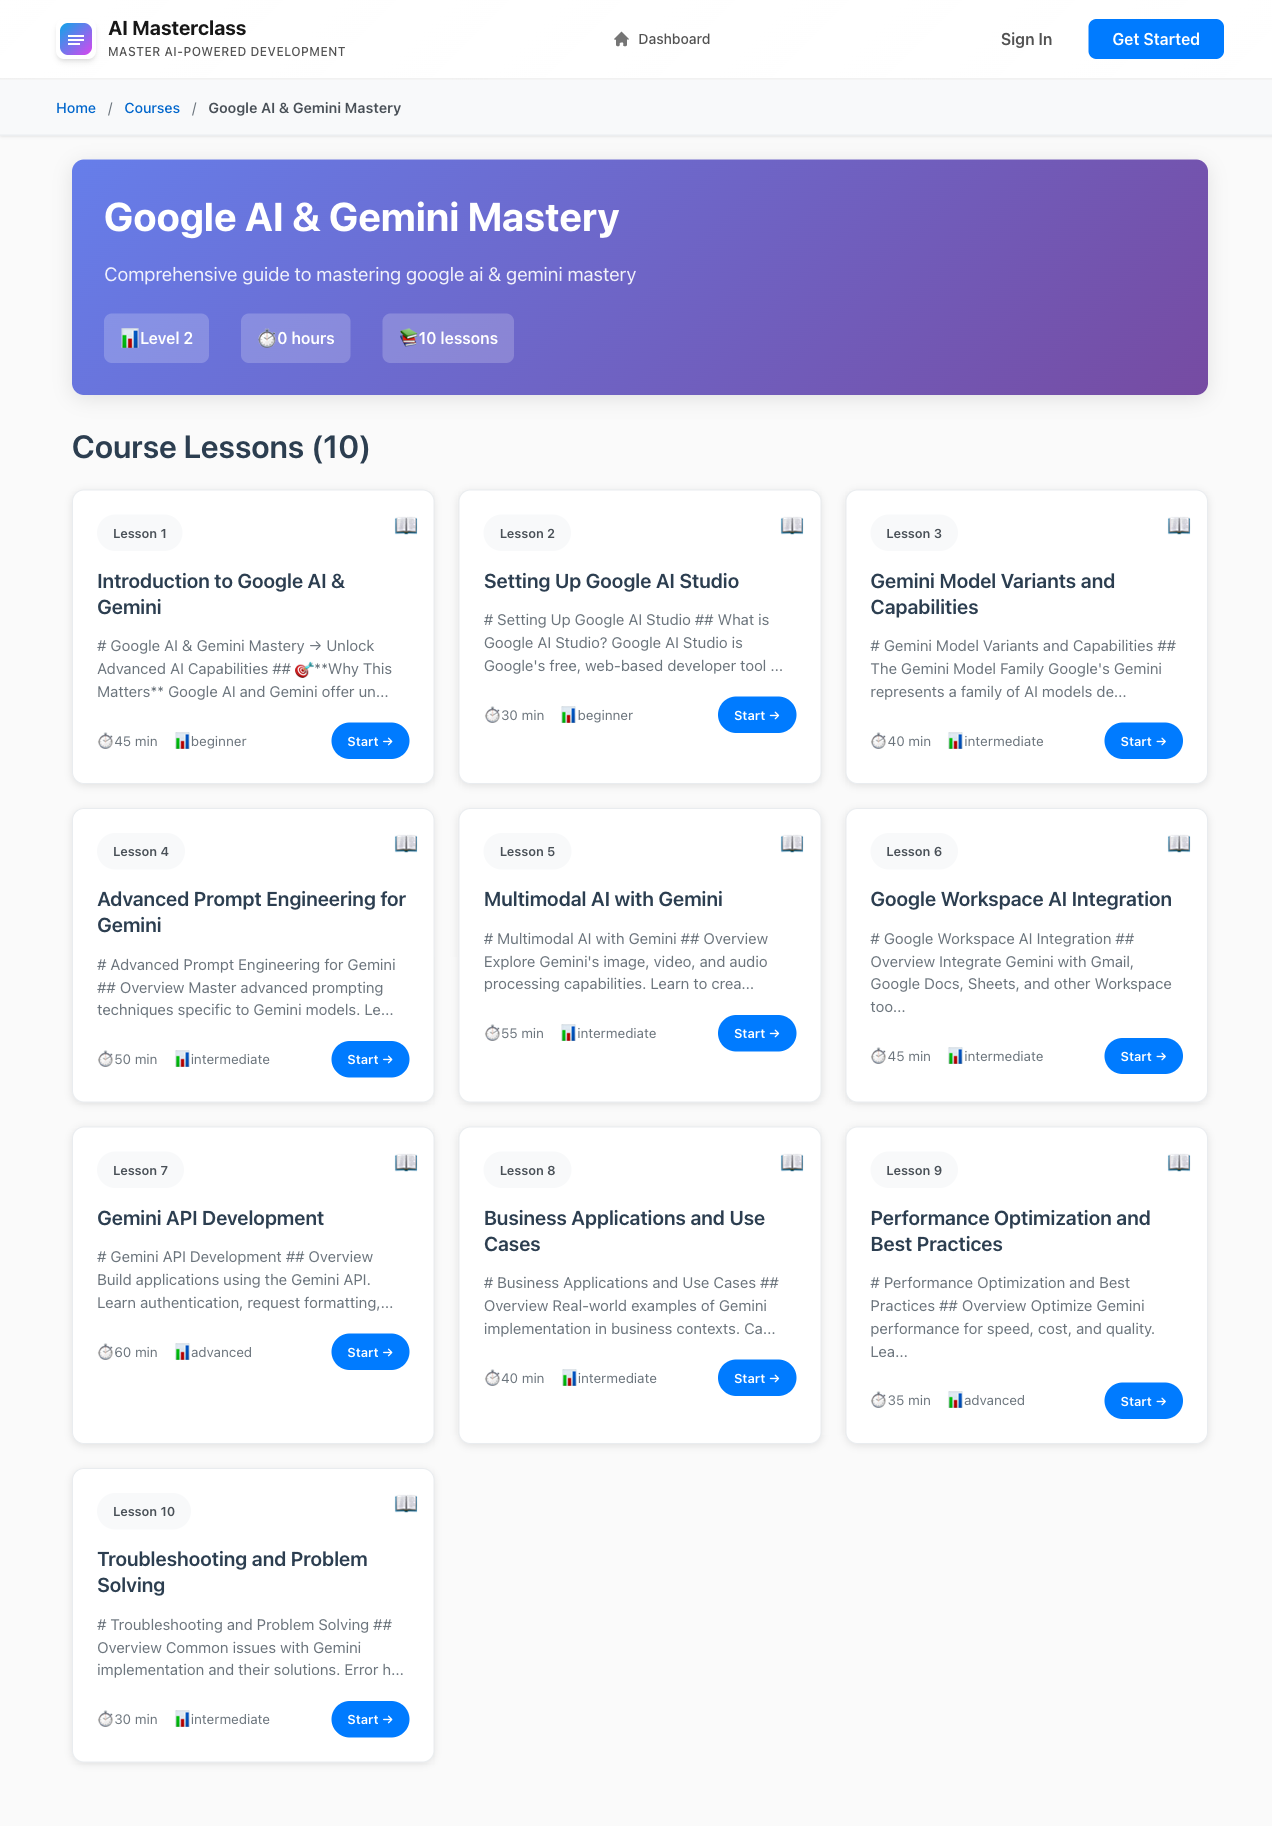 AI Masterclass
MASTER AI-POWERED DEVELOPMENT
Dashboard
Sign In
Get Started
Home / Courses / Google AI & Gemini Mastery
Google AI & Gemini Mastery
Comprehensive guide to mastering google ai & gemini mastery
📊Level 2
⏱️0 hours
📚10 lessons
Course Lessons (10)
Lesson 1
📖
Introduction to Google AI &
Gemini
# Google AI & Gemini Mastery → Unlock
Advanced AI Capabilities ## 🎯**Why This
Matters** Google AI and Gemini offer un...
⏱️45 min 📊beginner
Start →
Lesson 2
📖
Setting Up Google AI Studio
# Setting Up Google AI Studio ## What is
Google AI Studio? Google AI Studio is
Google's free, web-based developer tool ...
⏱️30 min 📊beginner
Start →
Lesson 3
📖
Gemini Model Variants and
Capabilities
# Gemini Model Variants and Capabilities ##
The Gemini Model Family Google's Gemini
represents a family of AI models de...
⏱️40 min 📊intermediate
Start →
Lesson 4
📖
Advanced Prompt Engineering for
Gemini
# Advanced Prompt Engineering for Gemini
## Overview Master advanced prompting
techniques specific to Gemini models. Le...
⏱️50 min 📊intermediate
Start →
Lesson 5
📖
Multimodal AI with Gemini
# Multimodal AI with Gemini ## Overview
Explore Gemini's image, video, and audio
processing capabilities. Learn to crea...
⏱️55 min 📊intermediate
Start →
Lesson 6
📖
Google Workspace AI Integration
# Google Workspace AI Integration ##
Overview Integrate Gemini with Gmail,
Google Docs, Sheets, and other Workspace
too...
⏱️45 min 📊intermediate
Start →
Lesson 7
📖
Gemini API Development
# Gemini API Development ## Overview
Build applications using the Gemini API.
Learn authentication, request formatting,...
⏱️60 min 📊advanced
Start →
Lesson 8
📖
Business Applications and Use
Cases
# Business Applications and Use Cases ##
Overview Real-world examples of Gemini
implementation in business contexts. Ca...
⏱️40 min 📊intermediate
Start →
Lesson 9
📖
Performance Optimization and
Best Practices
# Performance Optimization and Best
Practices ## Overview Optimize Gemini
performance for speed, cost, and quality.
Lea...
⏱️35 min 📊advanced
Start →
Lesson 10
📖
Troubleshooting and Problem
Solving
# Troubleshooting and Problem Solving ##
Overview Common issues with Gemini
implementation and their solutions. Error h...
⏱️30 min 📊intermediate
Start →